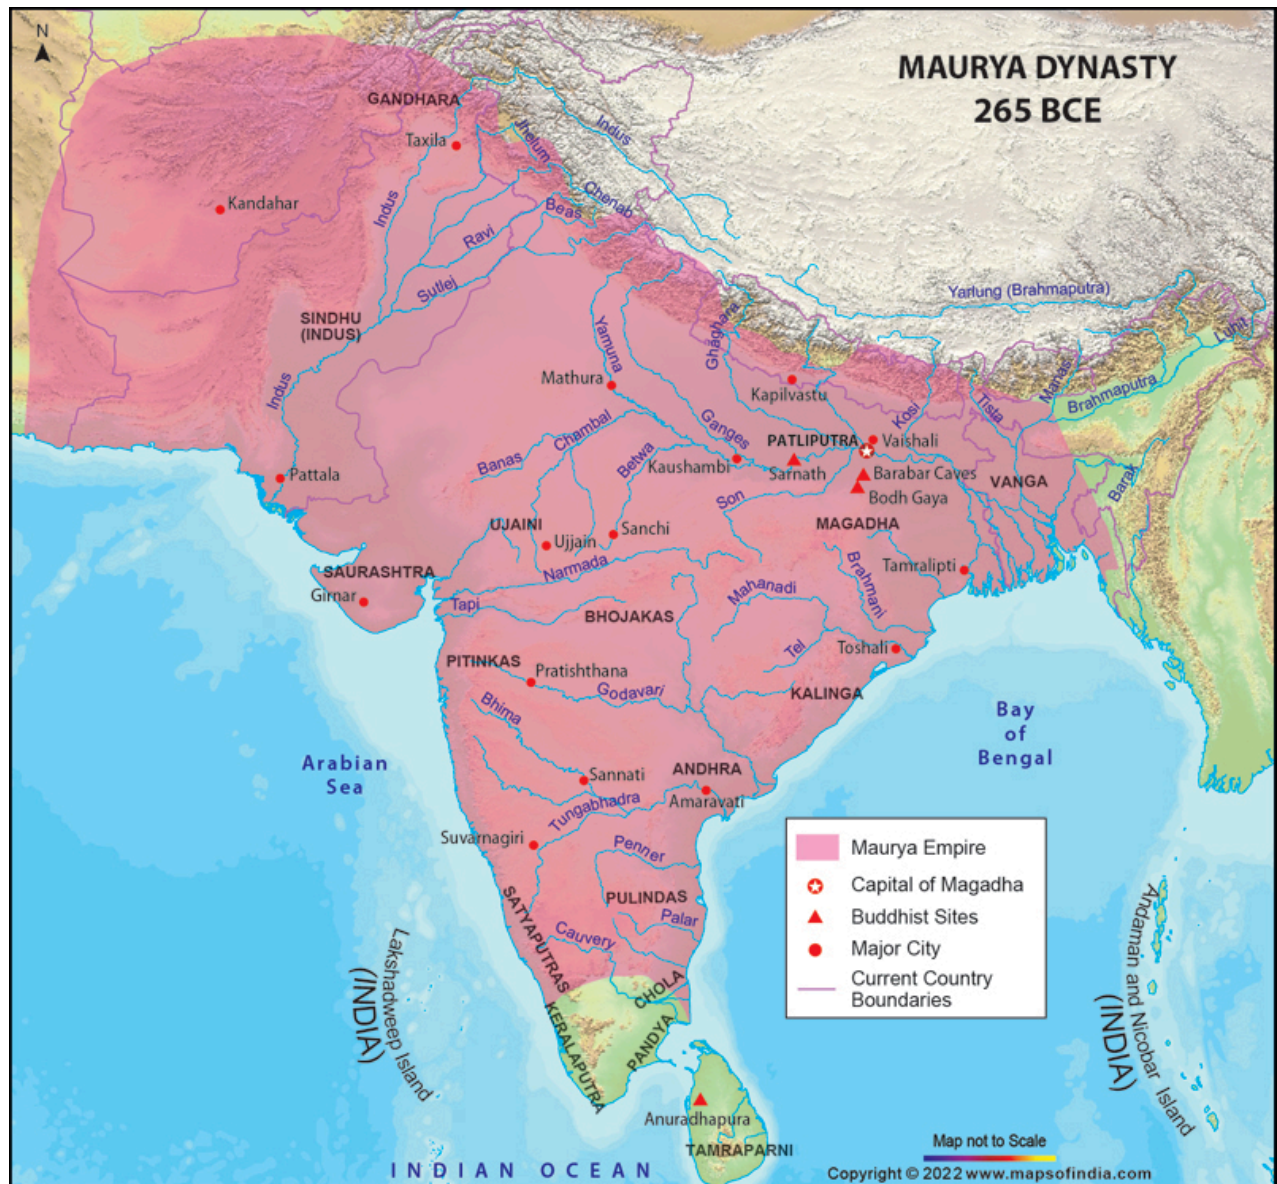 N
MAURYA DYNASTY
265 BCE
GANDHARA
Taxila
Indus
Jhelum
Chenab
Beas
Kandahar
Indus
Ravi
Sutlej
Yarlung (Brahmaputra)
Luhit
SINDHU
(INDUS)
Yamuna
Ghaghara
Manas
Brahmaputra
Mathura
Kapilvastu
Kosi
Tista
Indus
Chambal
Banas
Betwa
Ganges
PATLIPUTRA
Vaishali
Kaushambi
Sarnath
Barabar Caves
Bodh Gaya
VANGA
Barak
Pattala
Son
MAGADHA
UJAINI
Ujjain
Sanchi
Narmada
Tamralipti
SAURASHTRA
Girnar
Tapi
BHOJAKAS
Mahanadi
Brahmani
Tel
Toshali
PITINKAS
Pratishthana
Godavari
KALINGA
Bhima
Arabian
Sea
Bay
of
Bengal
Sannati
ANDHRA
Amaravati
Tungabhadra
Suvarnagiri
Penner
PULINDAS
Palar
SATYAPUTRAS
Cauvery
CHOLA
KERALAPUTRA
PANDYA
Lakshadweep Island
(INDIA)
Maurya Empire
Capital of Magadha
Buddhist Sites
Major City
Current Country
Boundaries
Andaman and Nicobar Island
(INDIA)
Anuradhapura
TAMRAPARNI
INDIAN OCEAN
Map not to Scale
Copyright © 2022 www.mapsofindia.com